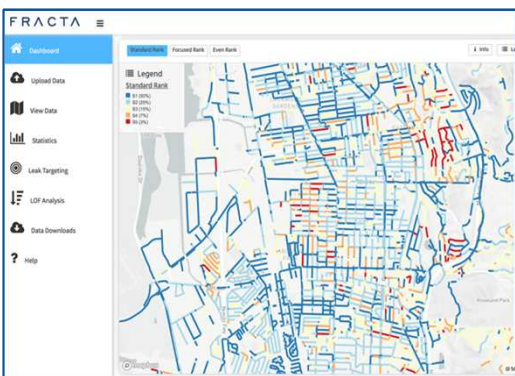 FRACTA
Dashboard
Standard Rank Focused Rank Even Rank
Info
Upload Data
View Data
Statistics
Leak Targeting
LOF Analysis
Data Downloads
Help
Legend
Standard Rank
mapbox